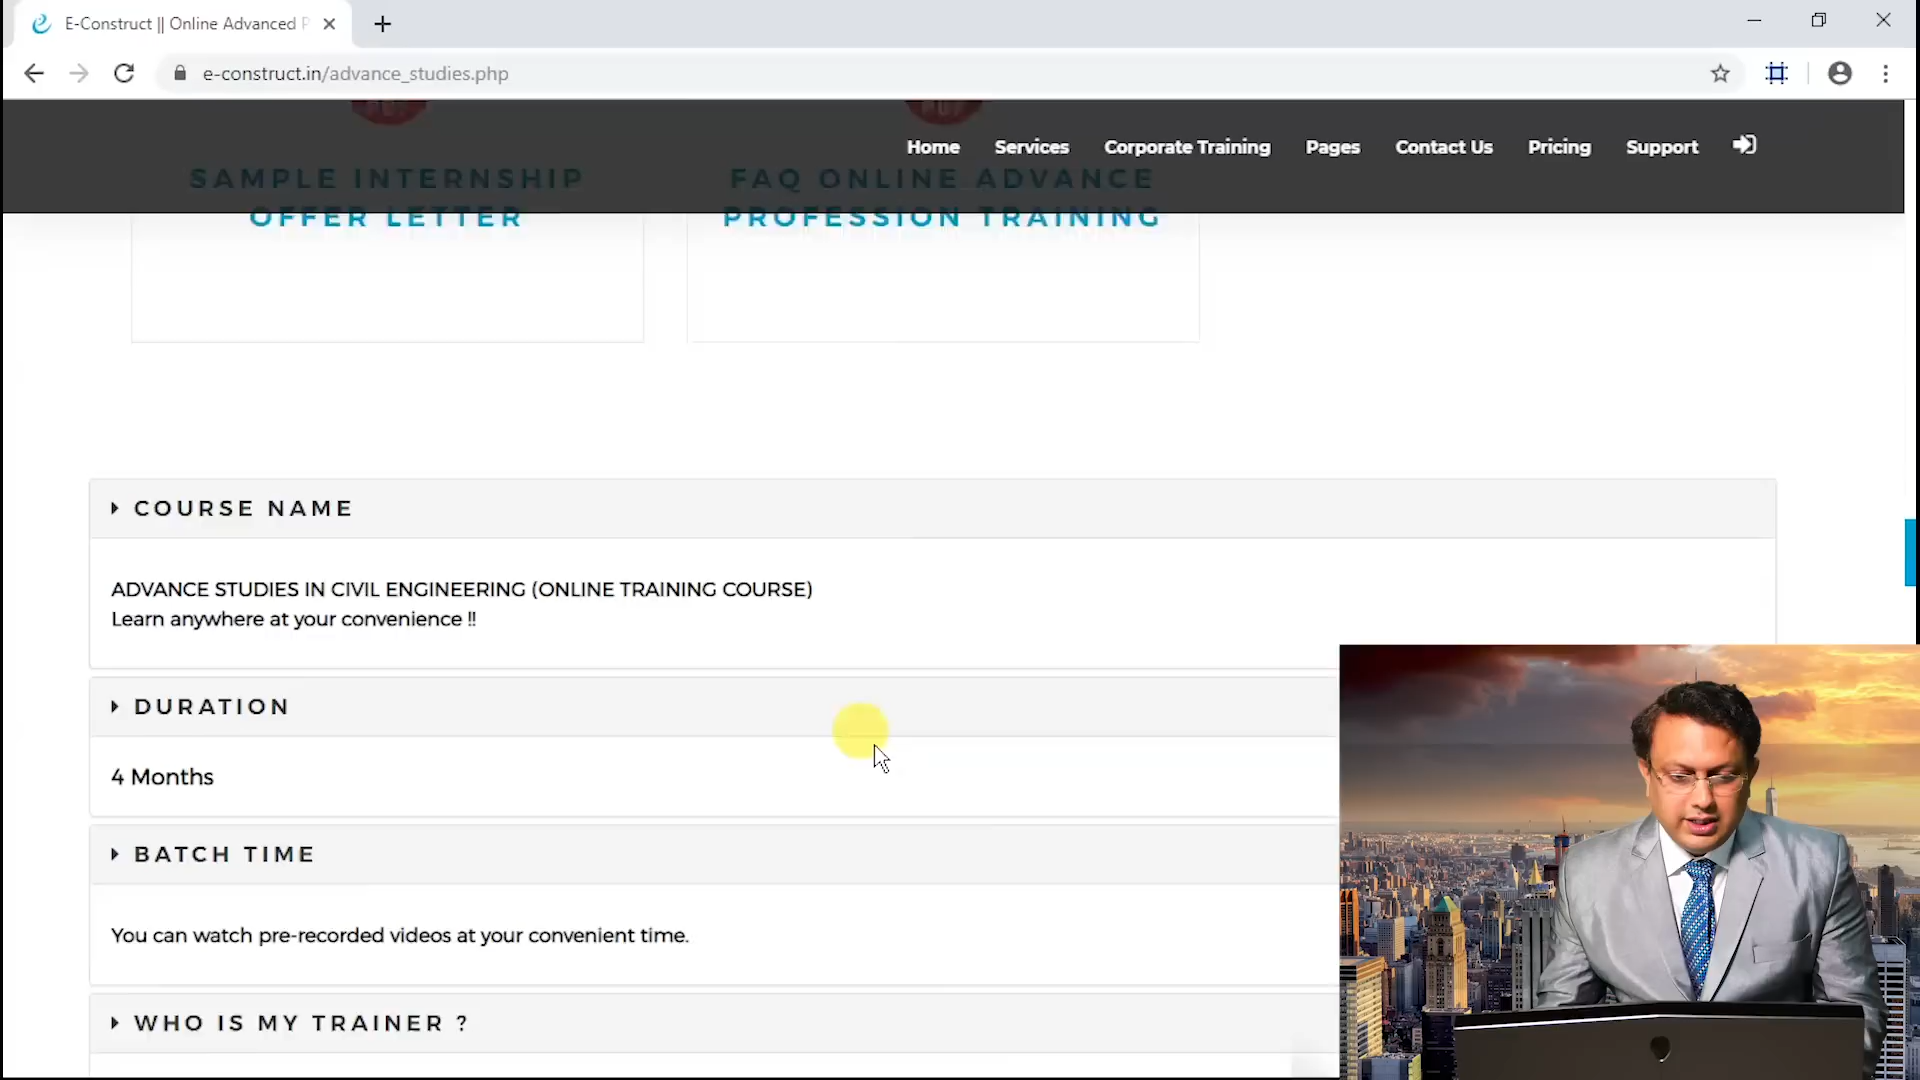 E-Construct || Online Advanced P
e-construct.in/advance_studies.php
Home
Services
Corporate Training
Pages
Contact Us
Pricing
Support
SAMPLE INTERNSHIP
OFFER LETTER
FAQ ONLINE ADVANCE
PROFESSION TRAINING
COURSE NAME
ADVANCE STUDIES IN CIVIL ENGINEERING (ONLINE TRAINING COURSE)
Learn anywhere at your convenience !!
DURATION
4 Months
BATCH TIME
You can watch pre-recorded videos at your convenient time.
WHO IS MY TRAINER ?